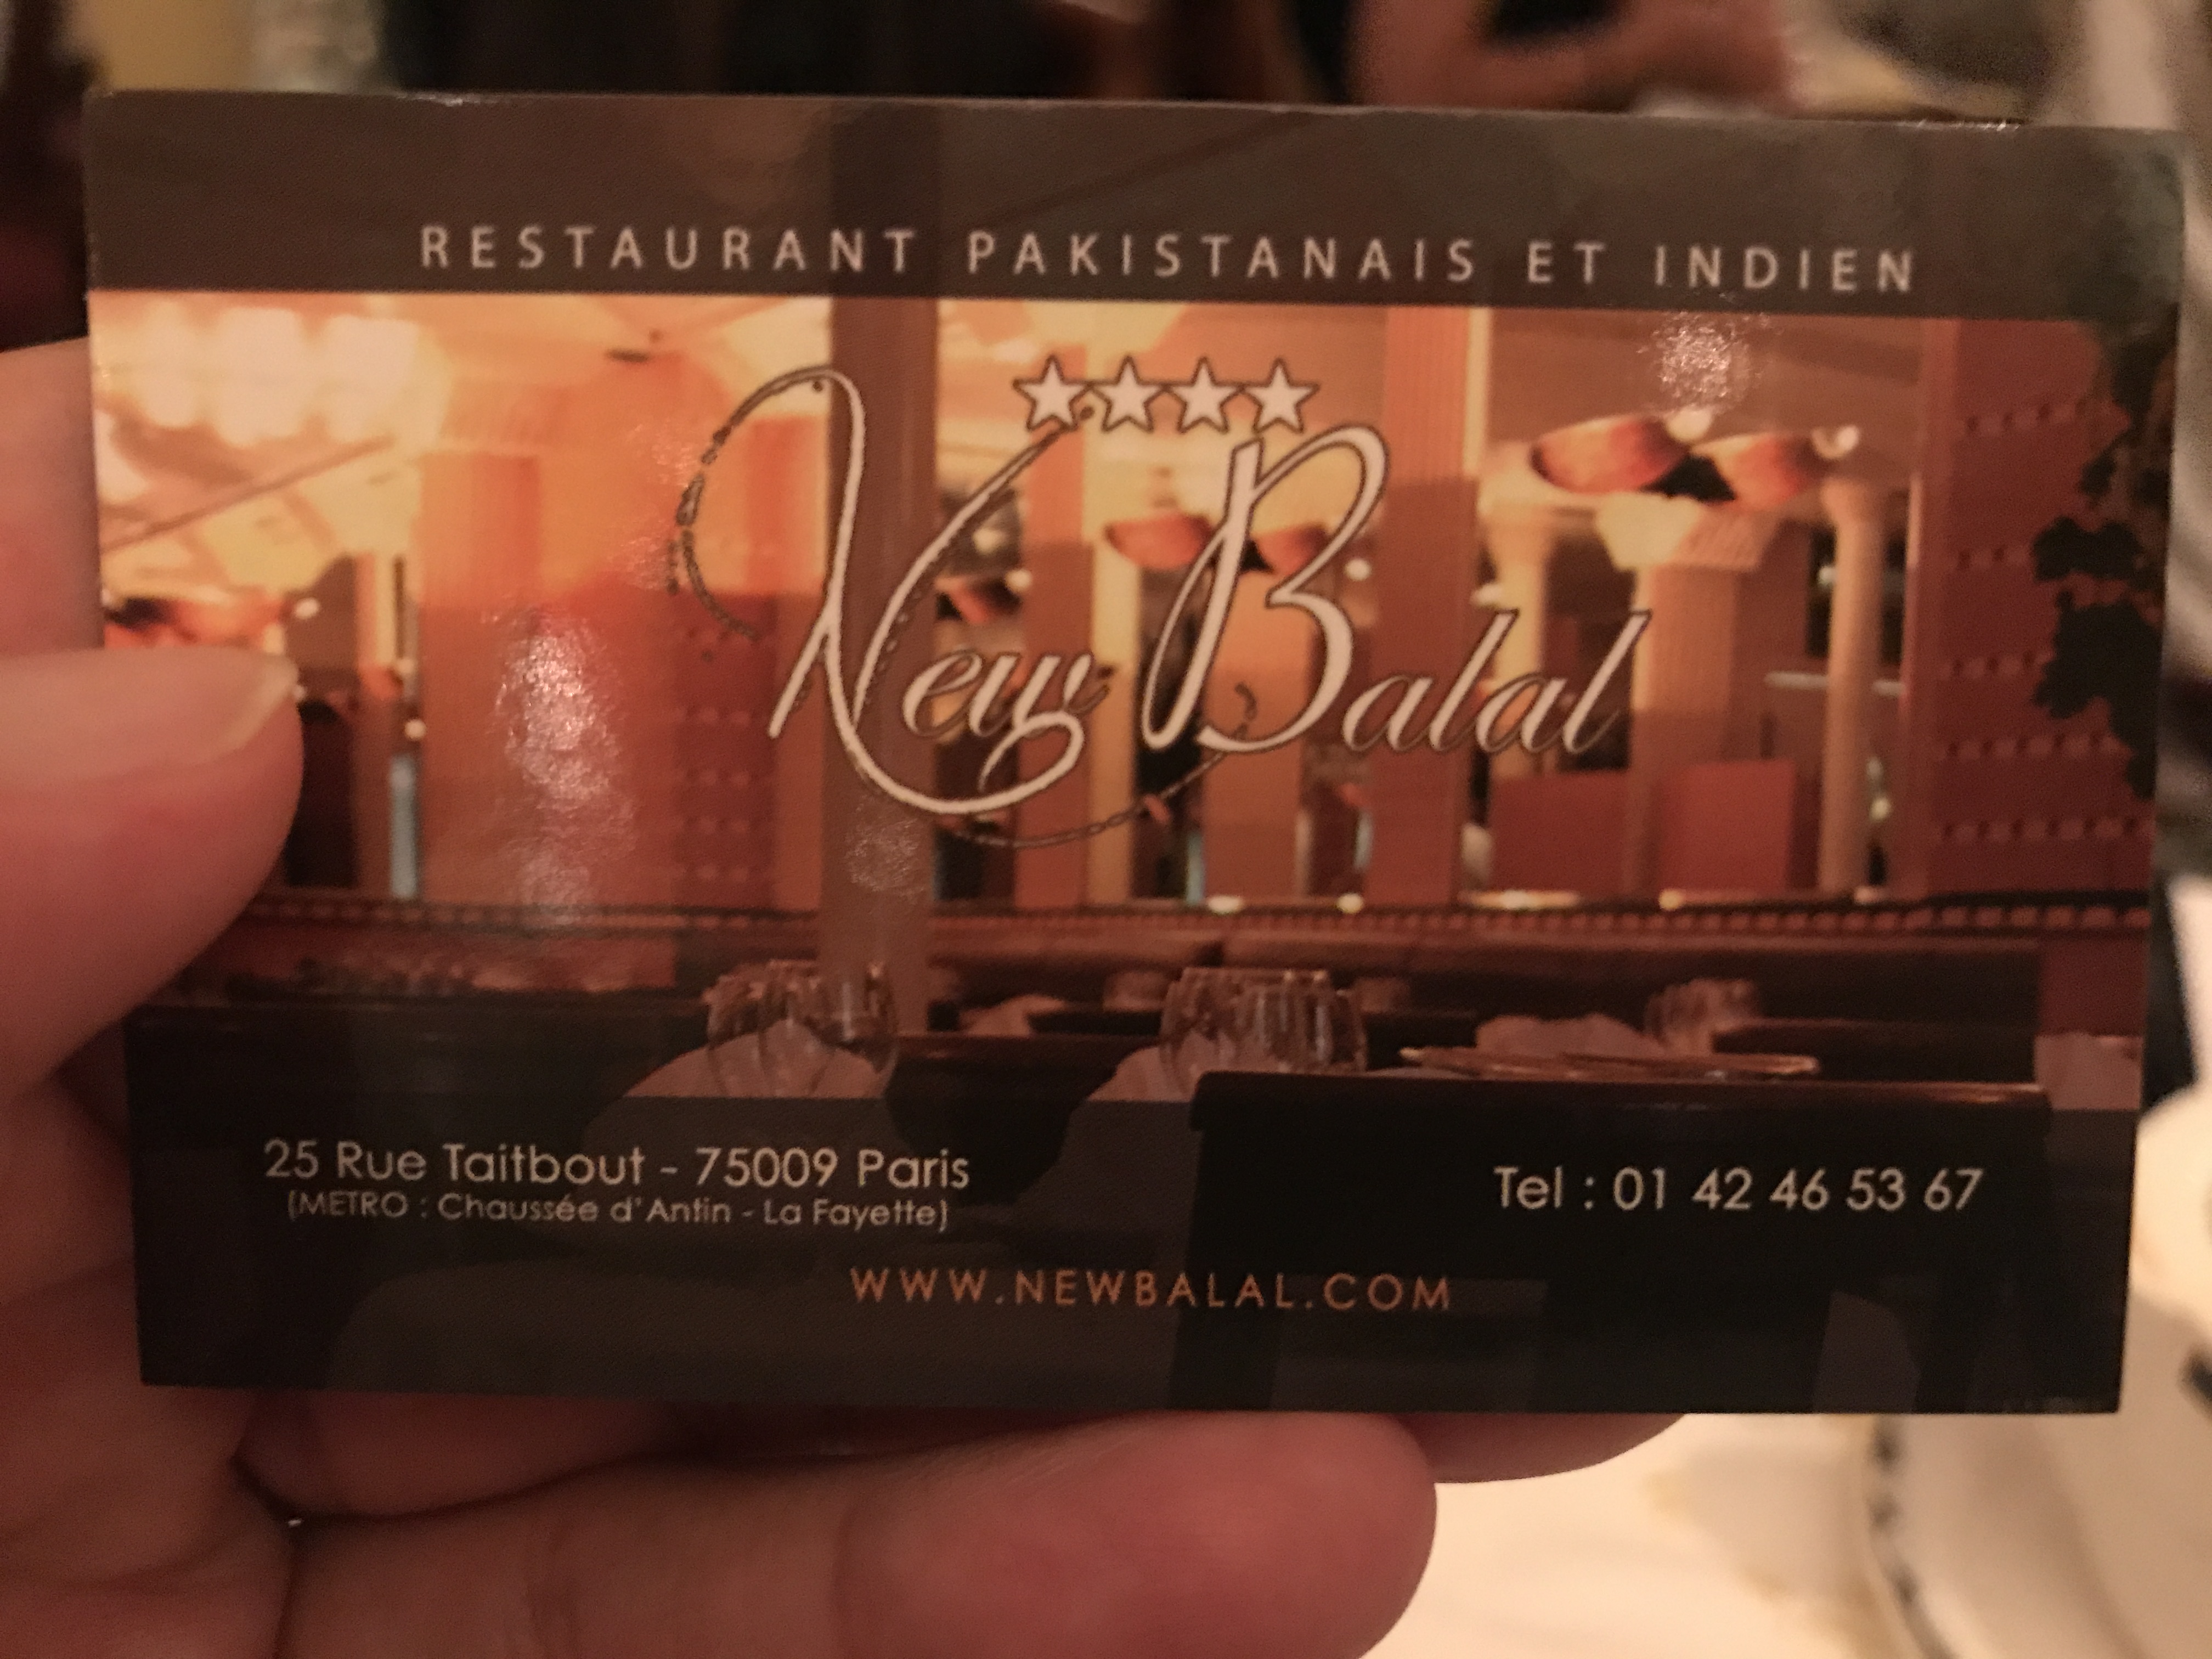 RESTAURANT PAKISTANAIS ET INDIEN
New Balal
25 Rue Taitbout - 75009 Paris
(METRO : Chaussée d'Antin - La Fayette)
Tel : 01 42 46 53 67
WWW.NEWBALAL.COM